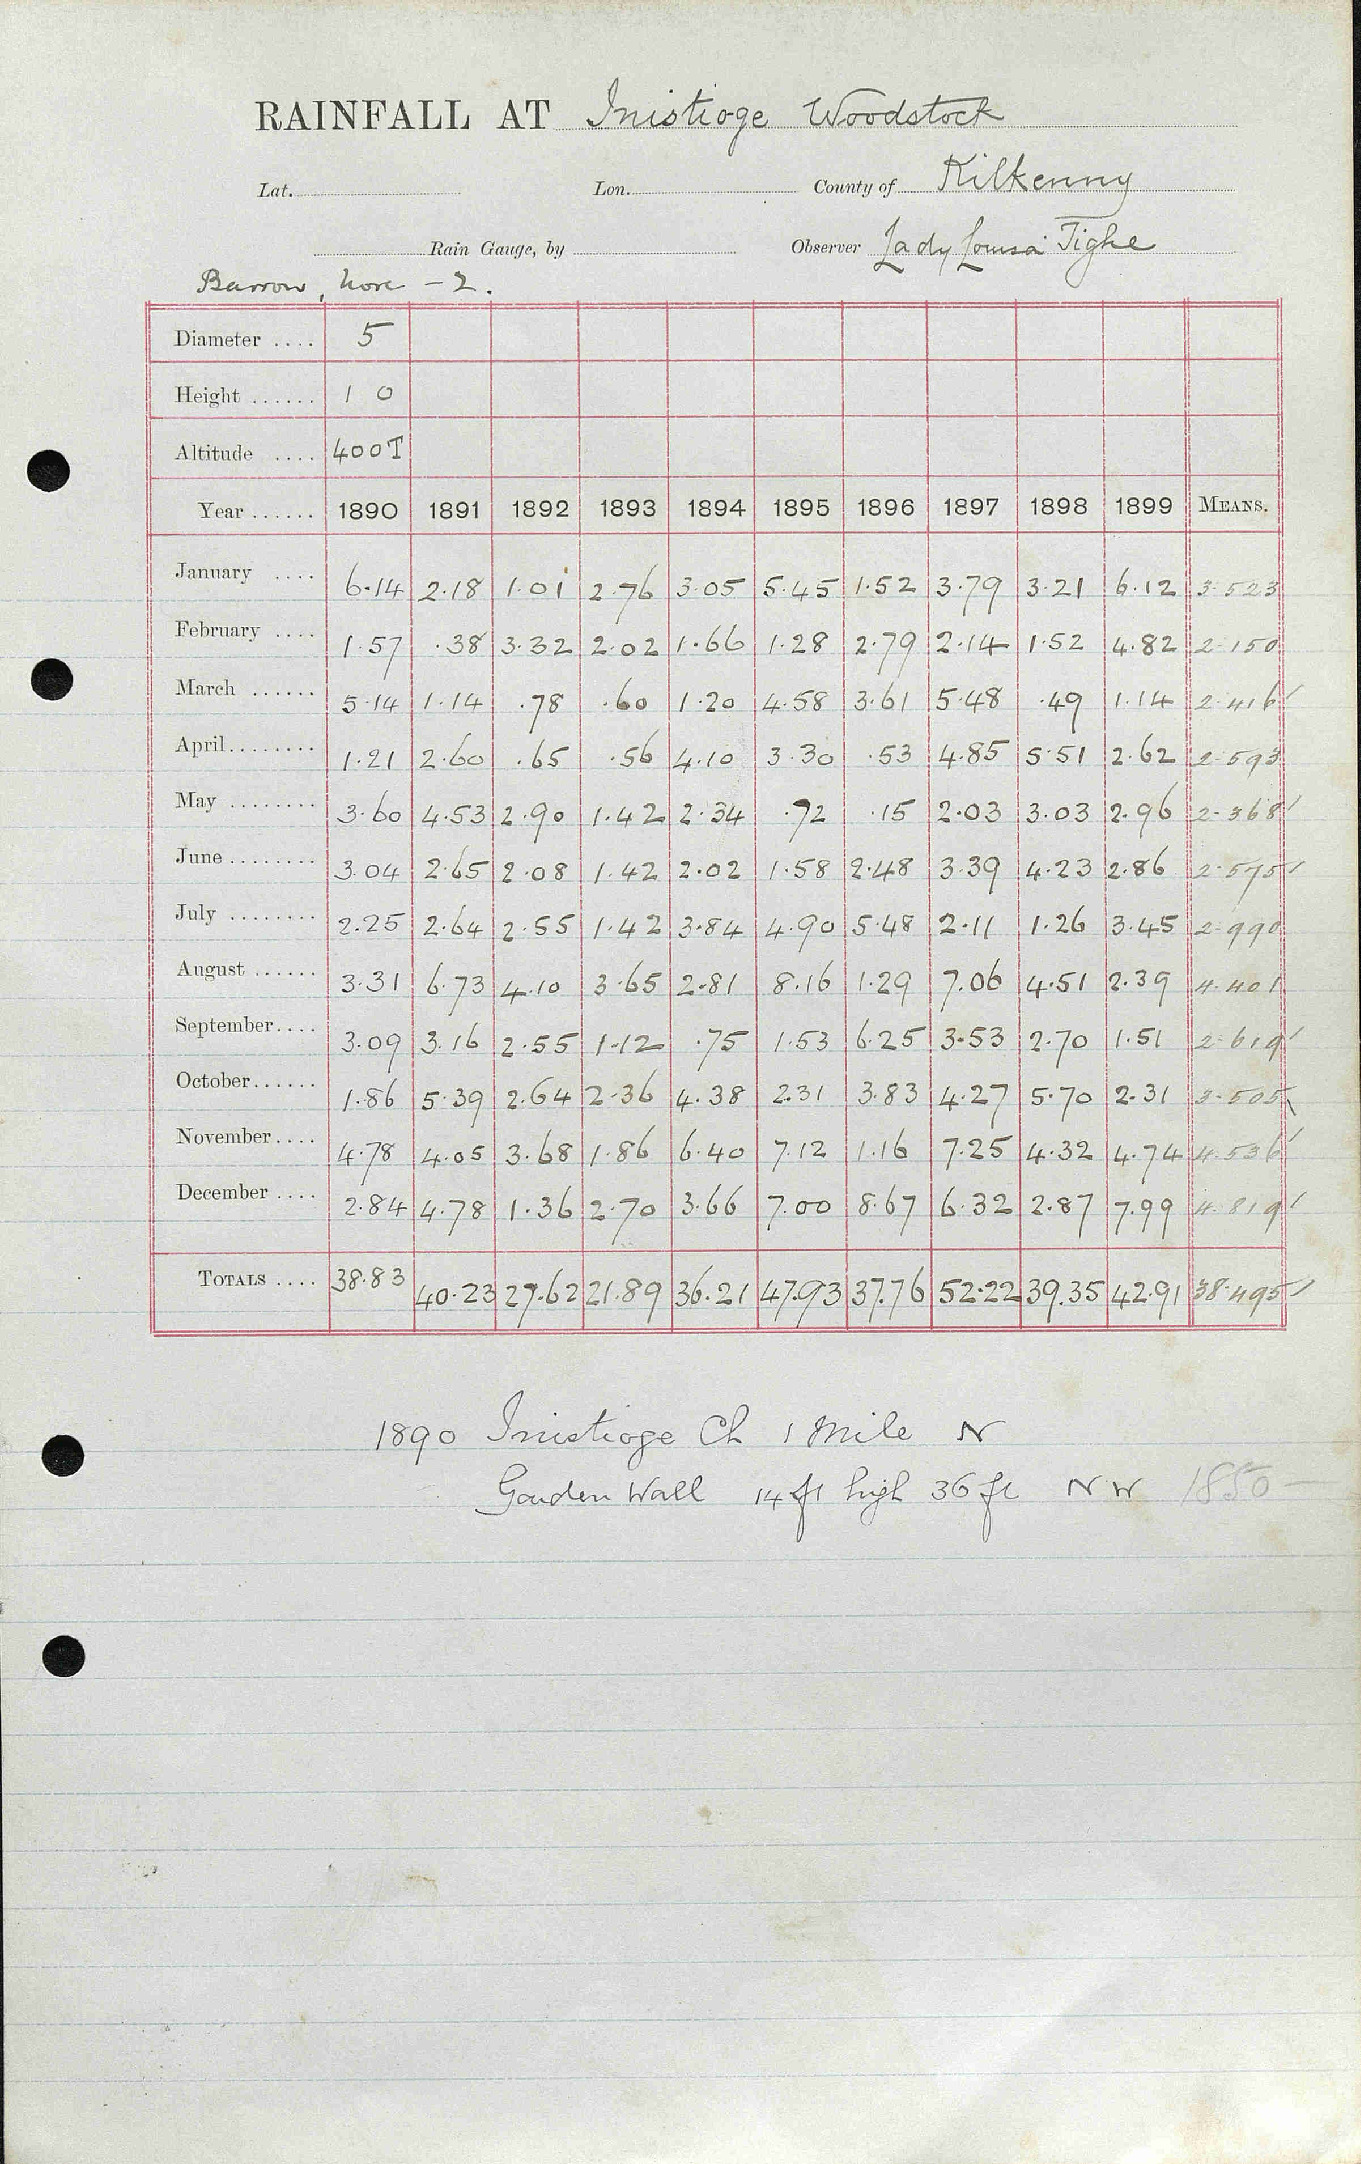 RAINFALL AT Inistioge Woodstock
Lat. Lon. County of Kilkenny
Rain Gauge, by Observer Lady Louisa Tighe
Barrow, Nore - 2.
Diameter .... 5
Height ...... 1 0
Altitude .... 400T
Year ...... 1890 1891 1892 1893 1894 1895 1896 1897 1898 1899 MEANS.
January .... 6.14 2.18 1.01 2.76 3.05 5.45 1.52 3.79 3.21 6.12 3.523
February .... 1.57 .38 3.32 2.02 1.66 1.28 2.79 2.14 1.52 4.82 2.150
March ...... 5.14 1.14 .78 .60 1.20 4.58 3.61 5.48 .49 1.14 2.416
April........ 1.21 2.60 .65 .56 4.10 3.30 .53 4.85 5.51 2.62 2.593
May ........ 3.60 4.53 2.90 1.42 2.34 .72 .15 2.03 3.03 2.96 2.368
June ........ 3.04 2.65 2.08 1.42 2.02 1.58 2.48 3.39 4.23 2.86 2.575
July ........ 2.25 2.64 2.55 1.42 3.84 4.90 5.48 2.11 1.26 3.45 2.990
August ...... 3.31 6.73 4.10 3.65 2.81 8.16 1.29 7.06 4.51 2.39 4.401
September.... 3.09 3.16 2.55 1.12 .75 1.53 6.25 3.53 2.70 1.51 2.619
October...... 1.86 5.39 2.64 2.36 4.38 2.31 3.83 4.27 5.70 2.31 3.505
November.... 4.78 4.05 3.68 1.86 6.40 7.12 1.16 7.25 4.32 4.74 4.536
December .... 2.84 4.78 1.36 2.70 3.66 7.00 8.67 6.32 2.87 7.99 4.819
TOTALS .... 38.83 40.23 27.62 21.89 36.21 47.93 37.76 52.22 39.35 42.91 38.495
1890 Inistioge Ch 1 Mile N
Garden Wall 14 ft high 36 ft NW 1850-